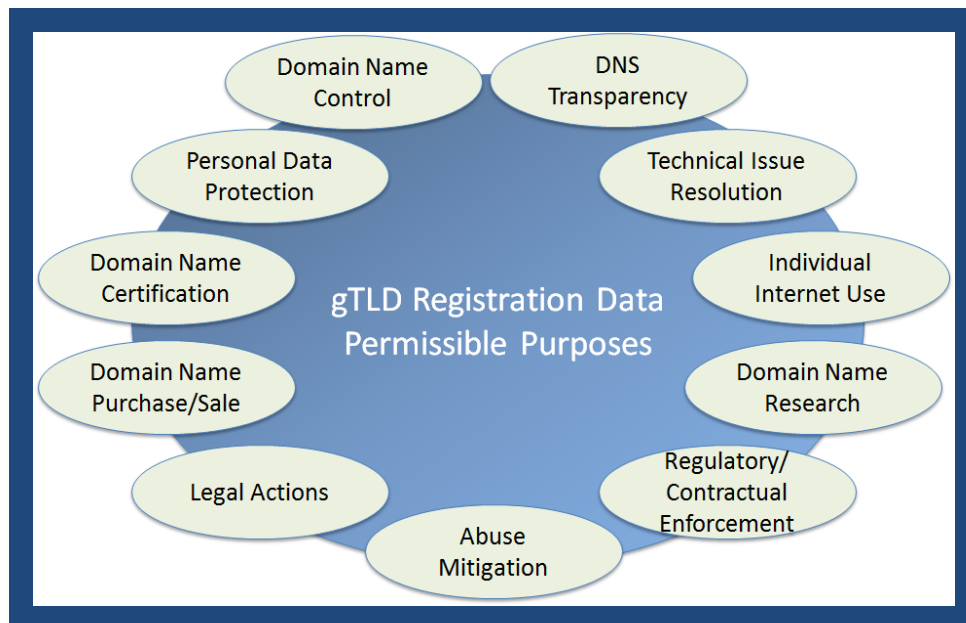 Domain Name
Control
DNS
Transparency
Personal Data
Protection
Technical Issue
Resolution
Domain Name
Certification
Individual
Internet Use
gTLD Registration Data
Permissible Purposes
Domain Name
Purchase/Sale
Domain Name
Research
Legal Actions
Regulatory/
Contractual
Enforcement
Abuse
Mitigation